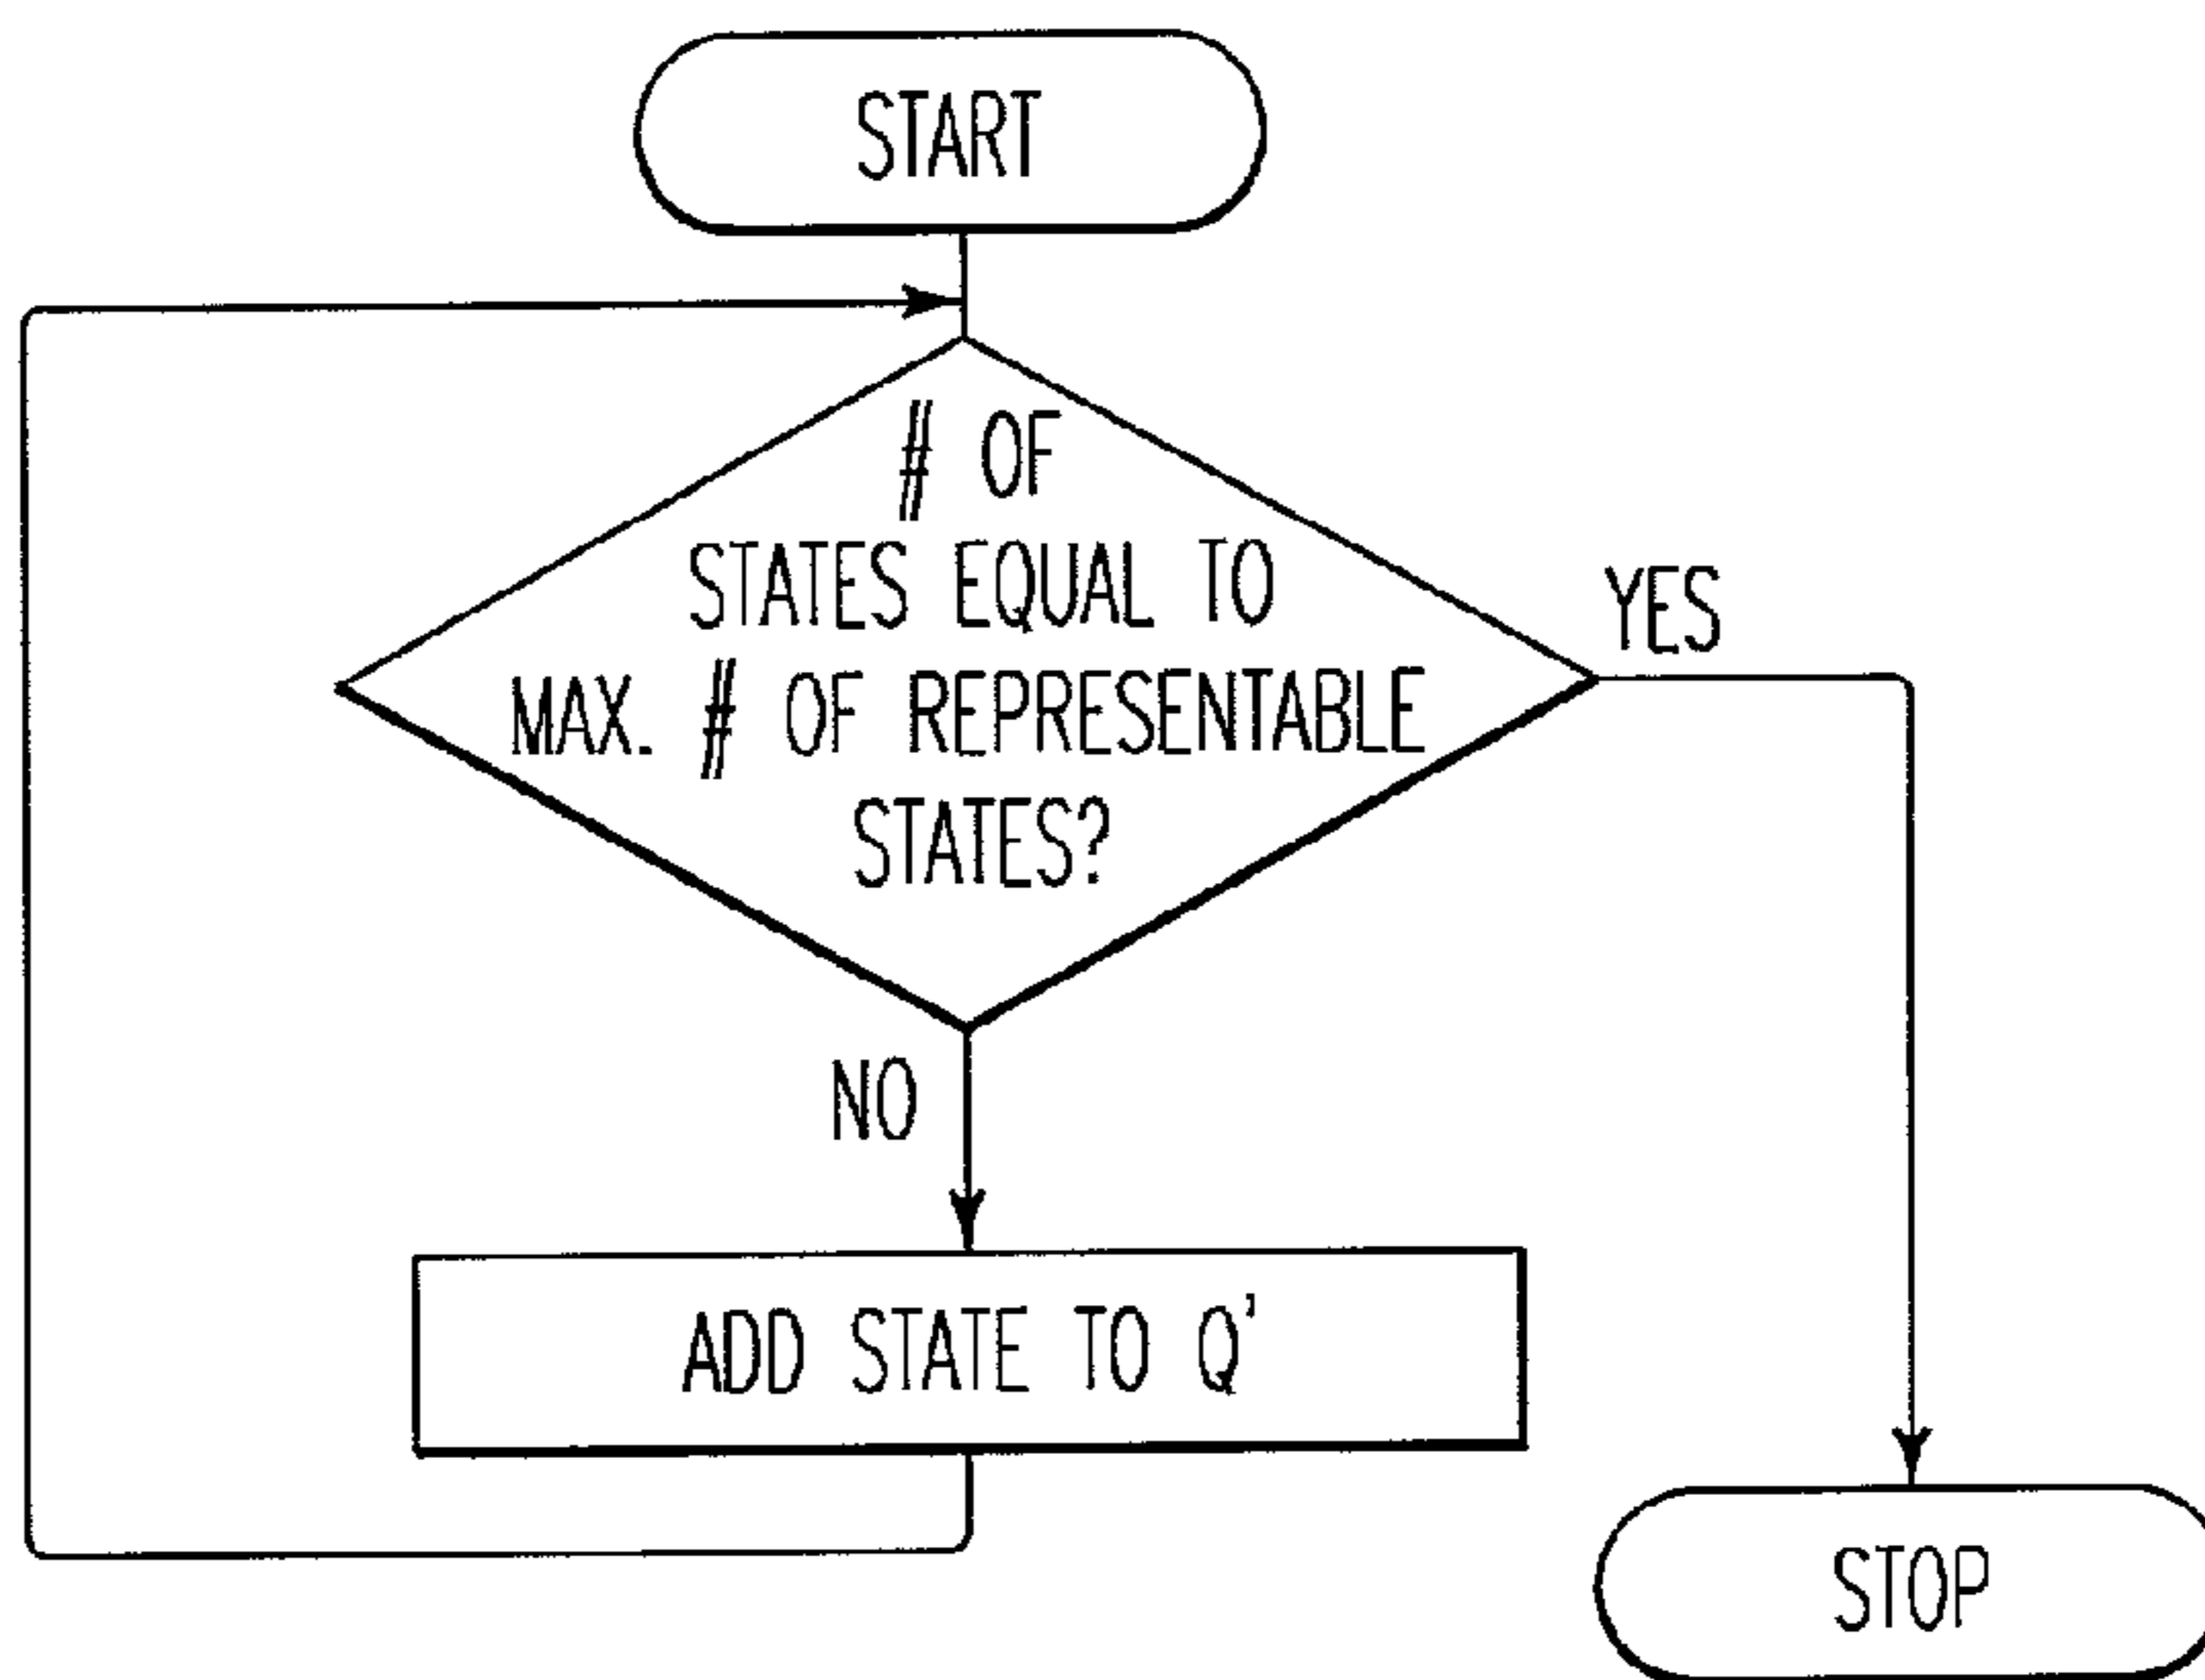 START
# OF
STATES EQUAL TO
MAX. # OF REPRESENTABLE
STATES?
YES
NO
ADD STATE TO Q'
STOP